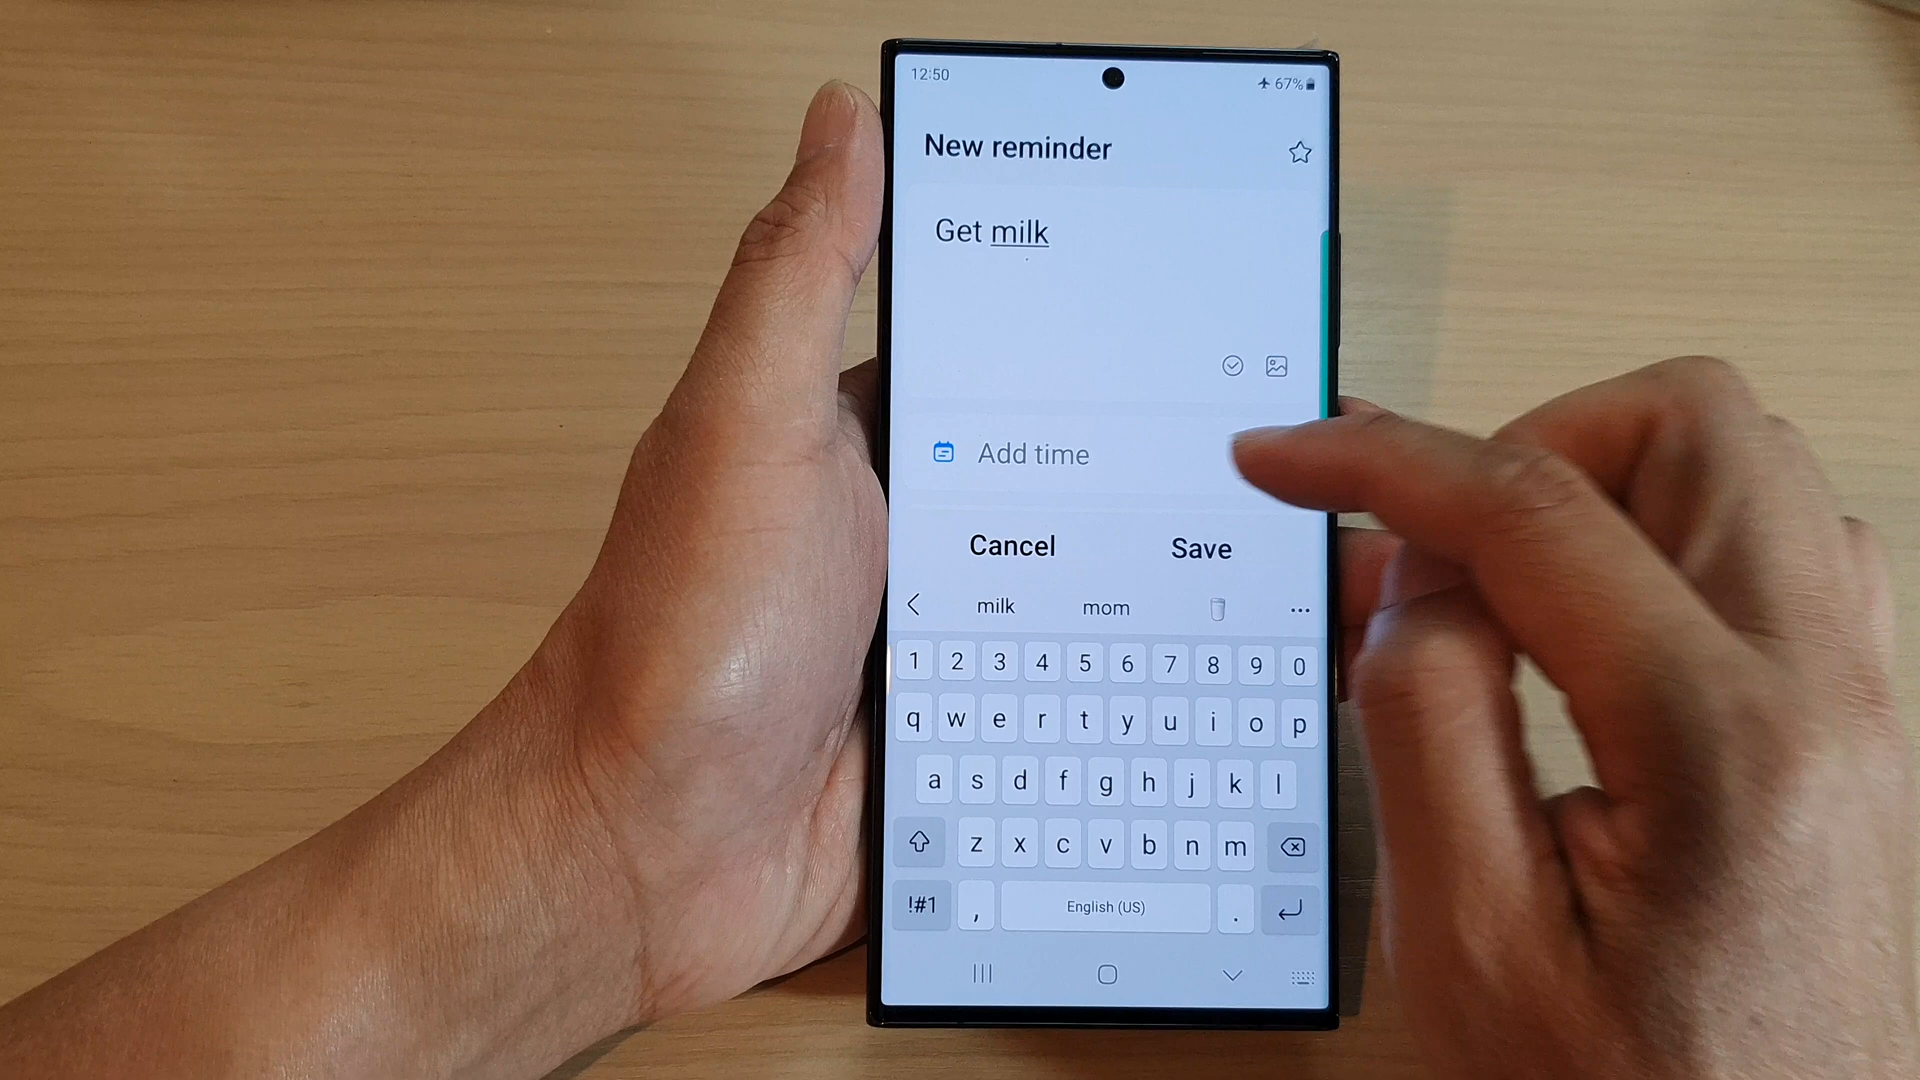 12:50
67%
New reminder
Get milk
Add time
Cancel Save
milk mom
1 2 3 4 5 6 7 8 9 0
q w e r t y u i o p
a s d f g h j k l
z x c v b n m
!#1 , English (US) .